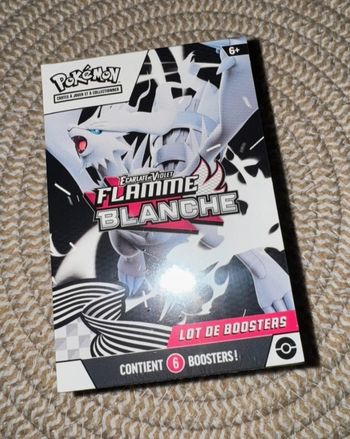 6+
POKÉMON
CARTES À JOUER ET À COLLECTIONNER
ÉCARLATE ET VIOLET
FLAMME
BLANCHE
LOT DE BOOSTERS
CONTIENT 6 BOOSTERS!